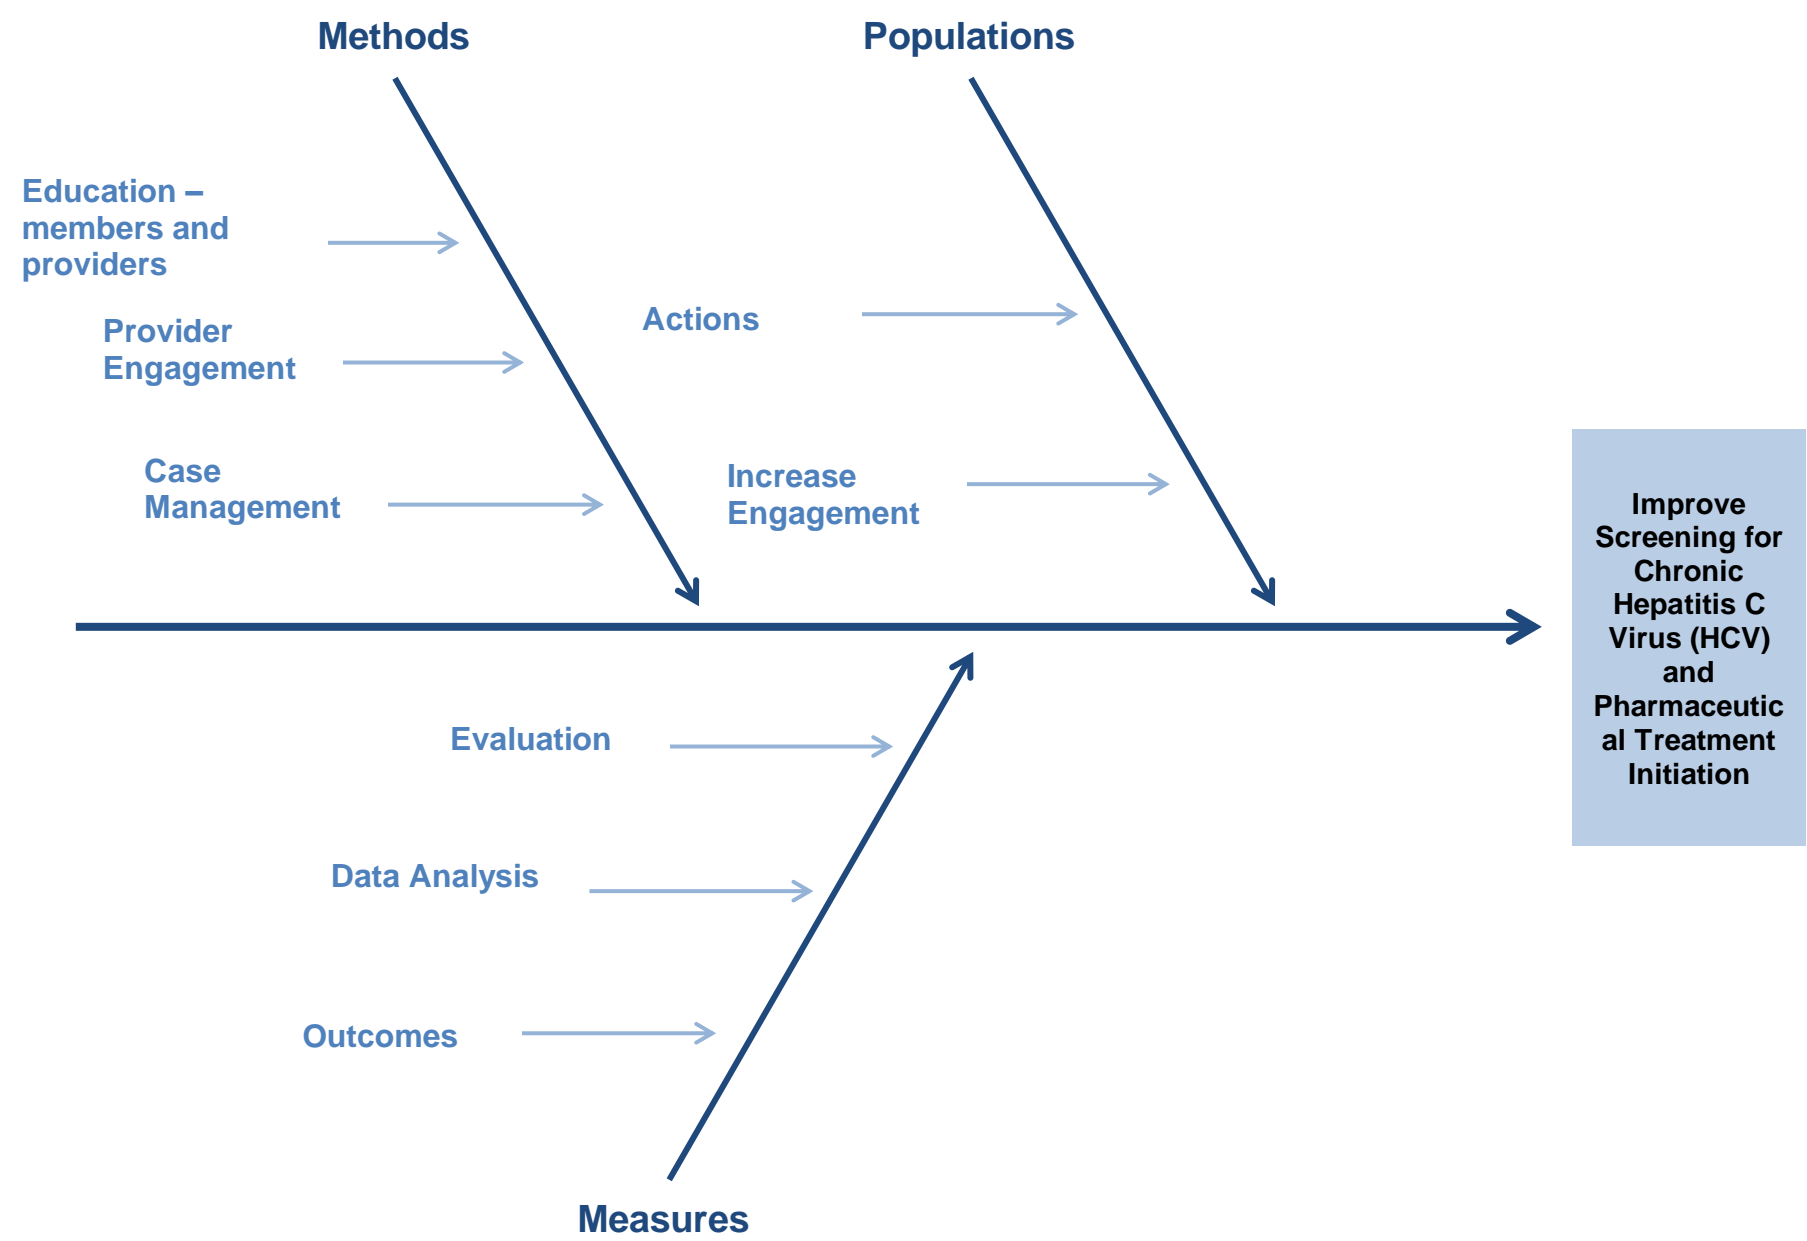 Methods
Populations
Education –
members and
providers
Provider
Engagement
Case
Management
Actions
Increase
Engagement
Improve
Screening for
Chronic
Hepatitis C
Virus (HCV)
and
Pharmaceutic
al Treatment
Initiation
Evaluation
Data Analysis
Outcomes
Measures